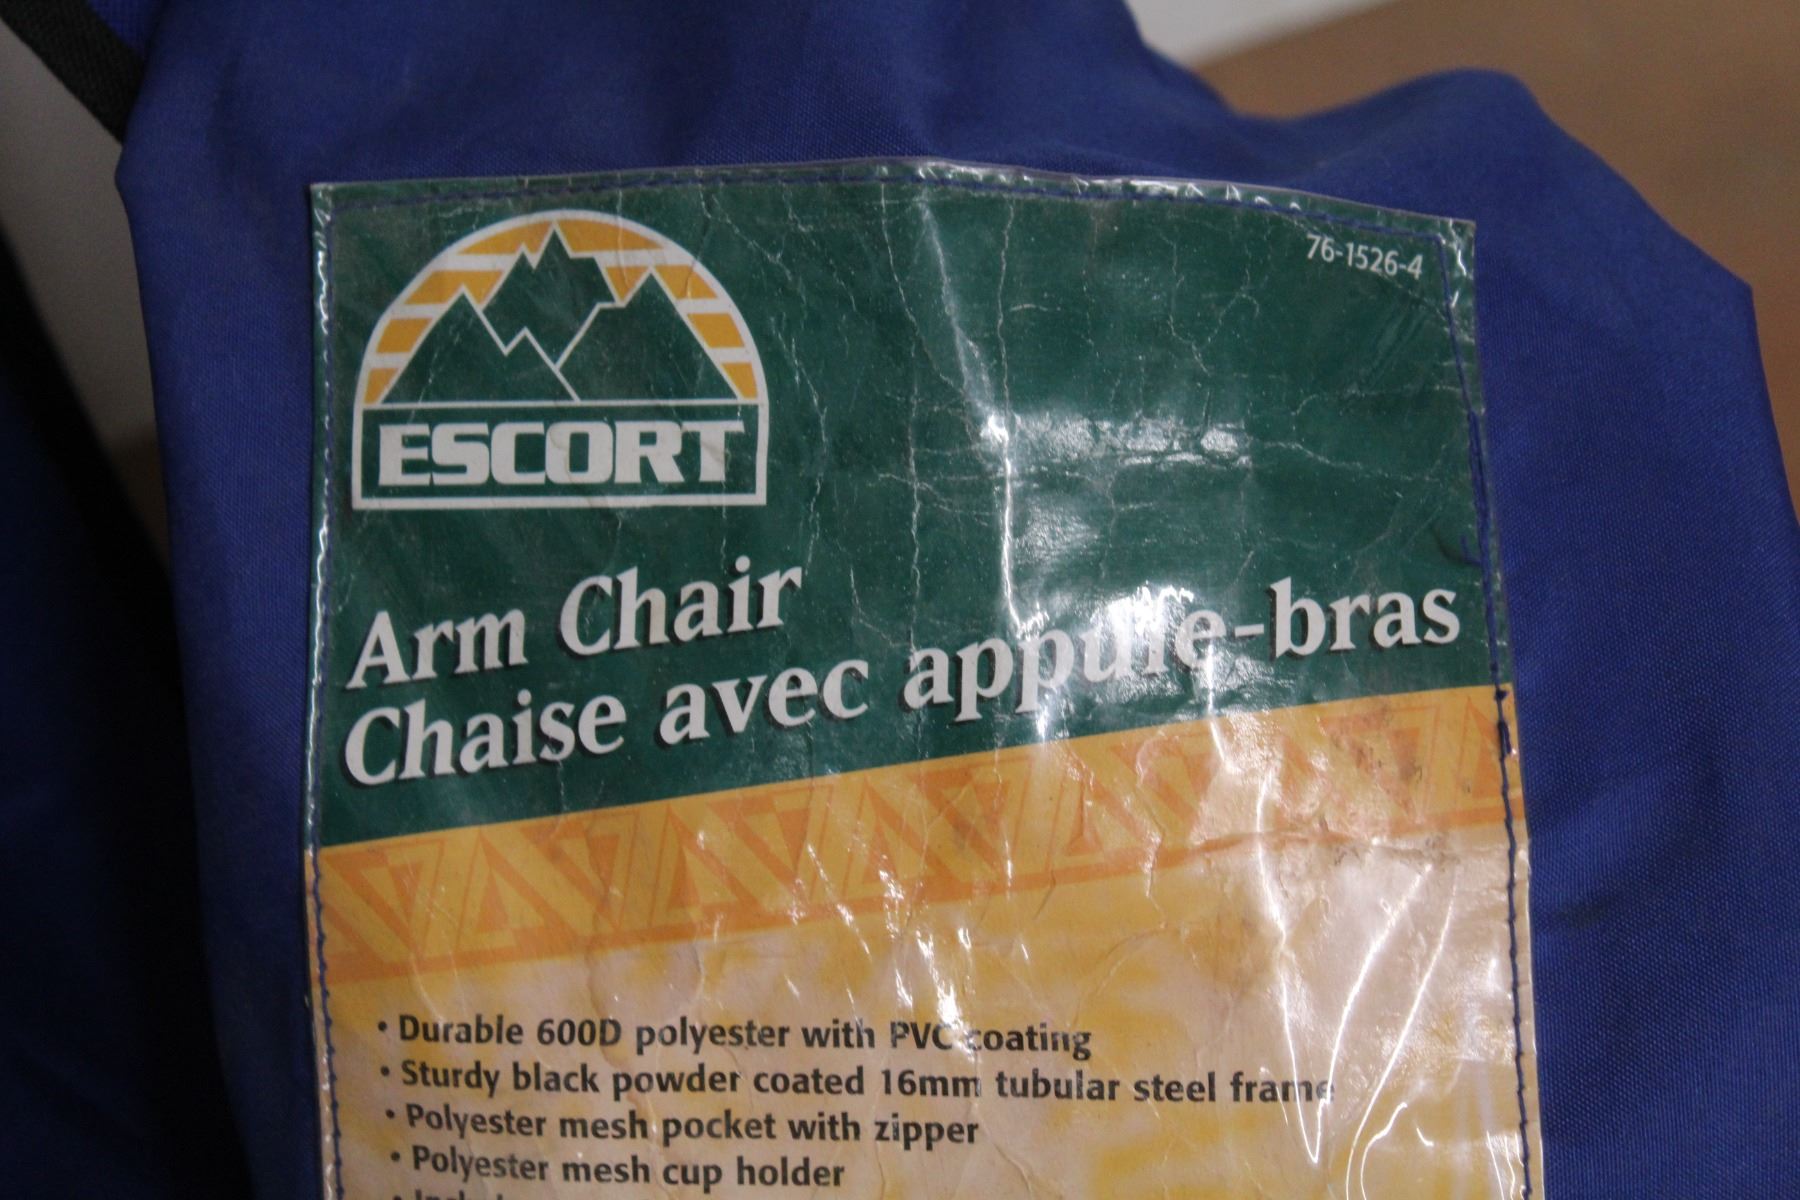 76-1526-4
ESCORT
Arm Chair
Chaise avec appuie-bras
• Durable 600D polyester with PVC coating
• Sturdy black powder coated 16mm tubular steel frame
• Polyester mesh pocket with zipper
• Polyester mesh cup holder